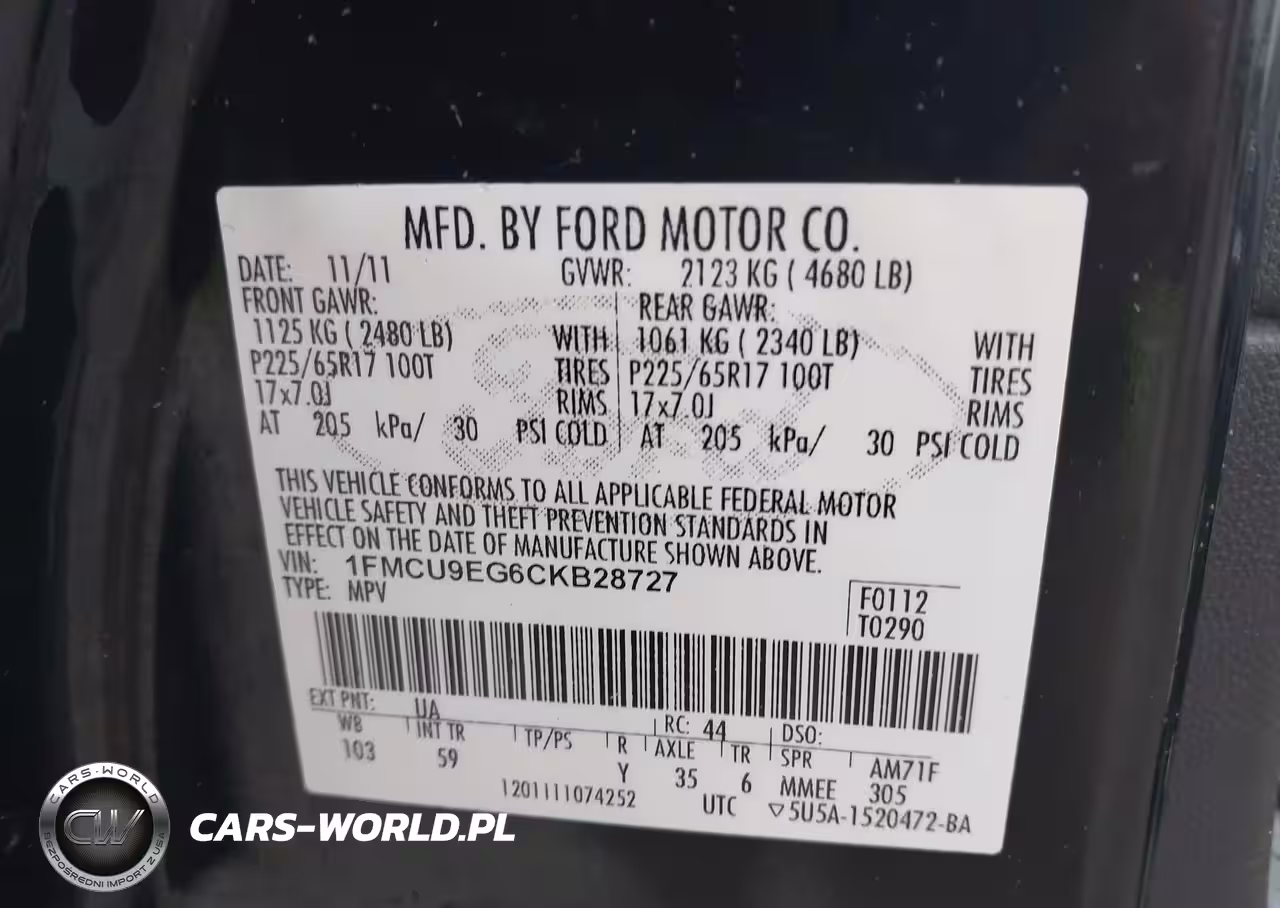 MFD. BY FORD MOTOR CO.
DATE: 11/11 GVWR: 2123 KG ( 4680 LB)
FRONT GAWR: REAR GAWR:
1125 KG ( 2480 LB) WITH 1061 KG ( 2340 LB) WITH
P225/65R17 100T TIRES P225/65R17 100T TIRES
17x7.0J RIMS 17x7.0J RIMS
AT 205 kPa/ 30 PSI COLD AT 205 kPa/ 30 PSI COLD
THIS VEHICLE CONFORMS TO ALL APPLICABLE FEDERAL MOTOR
VEHICLE SAFETY AND THEFT PREVENTION STANDARDS IN
EFFECT ON THE DATE OF MANUFACTURE SHOWN ABOVE.
VIN: 1FMCU9EG6CKB28727
TYPE: MPV
F0112
T0290
EXT PNT: UA RC: 44 DSO:
WB INT TR TP/PS R AXLE TR SPR AM71F
103 59 Y 35 6 MMEE 305
1201111074252 UTC ▽5U5A-1520472-BA
CARS-WORLD
CW
BEZPOŚREDNI IMPORT Z USA
CARS-WORLD.PL